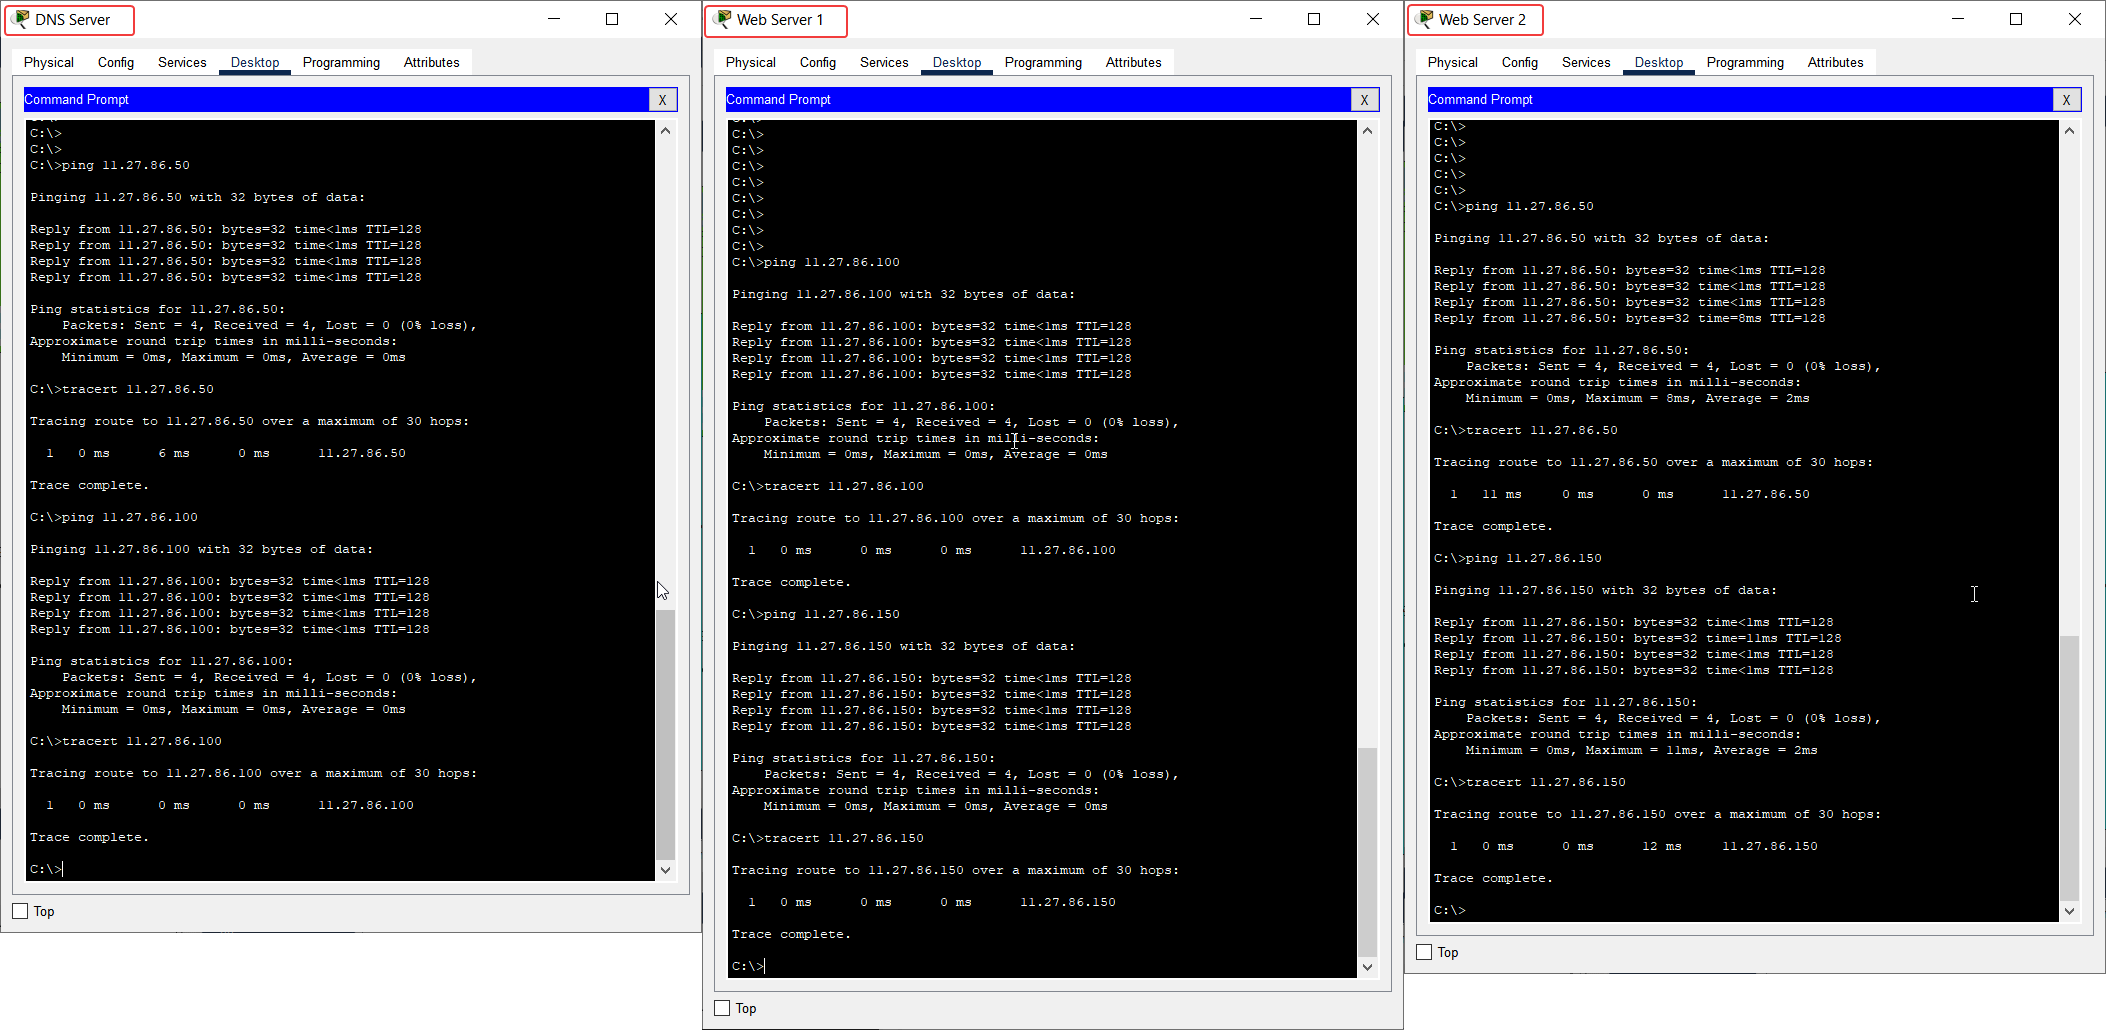 DNS Server
Physical Config Services Desktop Programming Attributes
Command Prompt X
C:\>
C:\>
C:\>ping 11.27.86.50
Pinging 11.27.86.50 with 32 bytes of data:
Reply from 11.27.86.50: bytes=32 time<1ms TTL=128
Reply from 11.27.86.50: bytes=32 time<1ms TTL=128
Reply from 11.27.86.50: bytes=32 time<1ms TTL=128
Reply from 11.27.86.50: bytes=32 time<1ms TTL=128
Ping statistics for 11.27.86.50:
Packets: Sent = 4, Received = 4, Lost = 0 (0% loss),
Approximate round trip times in milli-seconds:
Minimum = 0ms, Maximum = 0ms, Average = 0ms
C:\>tracert 11.27.86.50
Tracing route to 11.27.86.50 over a maximum of 30 hops:
1 0 ms 6 ms 0 ms 11.27.86.50
Trace complete.
C:\>ping 11.27.86.100
Pinging 11.27.86.100 with 32 bytes of data:
Reply from 11.27.86.100: bytes=32 time<1ms TTL=128
Reply from 11.27.86.100: bytes=32 time<1ms TTL=128
Reply from 11.27.86.100: bytes=32 time<1ms TTL=128
Reply from 11.27.86.100: bytes=32 time<1ms TTL=128
Ping statistics for 11.27.86.100:
Packets: Sent = 4, Received = 4, Lost = 0 (0% loss),
Approximate round trip times in milli-seconds:
Minimum = 0ms, Maximum = 0ms, Average = 0ms
C:\>tracert 11.27.86.100
Tracing route to 11.27.86.100 over a maximum of 30 hops:
1 0 ms 0 ms 0 ms 11.27.86.100
Trace complete.
C:\>
Top
Web Server 1
Physical Config Services Desktop Programming Attributes
Command Prompt X
C:\>
C:\>
C:\>
C:\>
C:\>
C:\>
C:\>
C:\>
C:\>ping 11.27.86.100
Pinging 11.27.86.100 with 32 bytes of data:
Reply from 11.27.86.100: bytes=32 time<1ms TTL=128
Reply from 11.27.86.100: bytes=32 time<1ms TTL=128
Reply from 11.27.86.100: bytes=32 time<1ms TTL=128
Reply from 11.27.86.100: bytes=32 time<1ms TTL=128
Ping statistics for 11.27.86.100:
Packets: Sent = 4, Received = 4, Lost = 0 (0% loss),
Approximate round trip times in milli-seconds:
Minimum = 0ms, Maximum = 0ms, Average = 0ms
C:\>tracert 11.27.86.100
Tracing route to 11.27.86.100 over a maximum of 30 hops:
1 0 ms 0 ms 0 ms 11.27.86.100
Trace complete.
C:\>ping 11.27.86.150
Pinging 11.27.86.150 with 32 bytes of data:
Reply from 11.27.86.150: bytes=32 time<1ms TTL=128
Reply from 11.27.86.150: bytes=32 time<1ms TTL=128
Reply from 11.27.86.150: bytes=32 time<1ms TTL=128
Reply from 11.27.86.150: bytes=32 time<1ms TTL=128
Ping statistics for 11.27.86.150:
Packets: Sent = 4, Received = 4, Lost = 0 (0% loss),
Approximate round trip times in milli-seconds:
Minimum = 0ms, Maximum = 0ms, Average = 0ms
C:\>tracert 11.27.86.150
Tracing route to 11.27.86.150 over a maximum of 30 hops:
1 0 ms 0 ms 0 ms 11.27.86.150
Trace complete.
C:\>
Top
Web Server 2
Physical Config Services Desktop Programming Attributes
Command Prompt X
C:\>
C:\>
C:\>
C:\>
C:\>
C:\>ping 11.27.86.50
Pinging 11.27.86.50 with 32 bytes of data:
Reply from 11.27.86.50: bytes=32 time<1ms TTL=128
Reply from 11.27.86.50: bytes=32 time<1ms TTL=128
Reply from 11.27.86.50: bytes=32 time<1ms TTL=128
Reply from 11.27.86.50: bytes=32 time=8ms TTL=128
Ping statistics for 11.27.86.50:
Packets: Sent = 4, Received = 4, Lost = 0 (0% loss),
Approximate round trip times in milli-seconds:
Minimum = 0ms, Maximum = 8ms, Average = 2ms
C:\>tracert 11.27.86.50
Tracing route to 11.27.86.50 over a maximum of 30 hops:
1 11 ms 0 ms 0 ms 11.27.86.50
Trace complete.
C:\>ping 11.27.86.150
Pinging 11.27.86.150 with 32 bytes of data:
Reply from 11.27.86.150: bytes=32 time<1ms TTL=128
Reply from 11.27.86.150: bytes=32 time=11ms TTL=128
Reply from 11.27.86.150: bytes=32 time<1ms TTL=128
Reply from 11.27.86.150: bytes=32 time<1ms TTL=128
Ping statistics for 11.27.86.150:
Packets: Sent = 4, Received = 4, Lost = 0 (0% loss),
Approximate round trip times in milli-seconds:
Minimum = 0ms, Maximum = 11ms, Average = 2ms
C:\>tracert 11.27.86.150
Tracing route to 11.27.86.150 over a maximum of 30 hops:
1 0 ms 0 ms 12 ms 11.27.86.150
Trace complete.
C:\>
Top